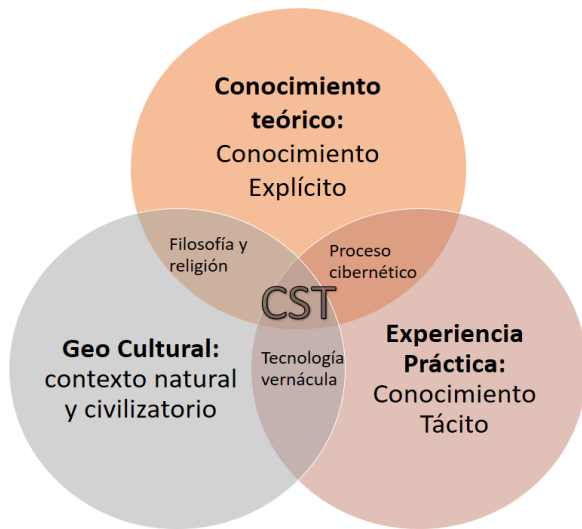 Conocimiento
teórico:
Conocimiento
Explícito
Filosofía y
religión
Proceso
cibernético
CST
Geo Cultural:
contexto natural
y civilizatorio
Tecnología
vernácula
Experiencia
Práctica:
Conocimiento
Tácito